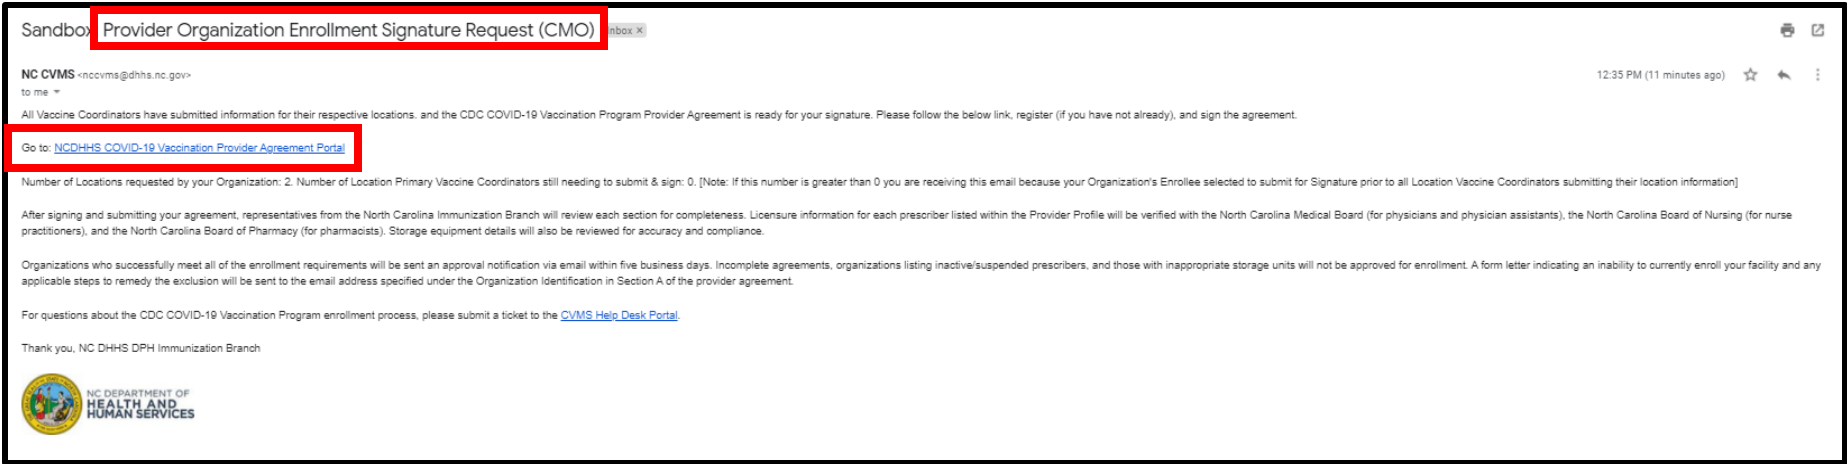 Sandbox Provider Organization Enrollment Signature Request (CMO) Inbox ×
NC CVMS <nccvms@dhhs.nc.gov>
12:35 PM (11 minutes ago)
to me
All Vaccine Coordinators have submitted information for their respective locations. and the CDC COVID-19 Vaccination Program Provider Agreement is ready for your signature. Please follow the below link, register (if you have not already), and sign the agreement.
Go to: NCDHHS COVID-19 Vaccination Provider Agreement Portal
Number of Locations requested by your Organization: 2. Number of Location Primary Vaccine Coordinators still needing to submit & sign: 0. [Note: If this number is greater than 0 you are receiving this email because your Organization's Enrollee selected to submit for Signature prior to all Location Vaccine Coordinators submitting their location information]
After signing and submitting your agreement, representatives from the North Carolina Immunization Branch will review each section for completeness. Licensure information for each prescriber listed within the Provider Profile will be verified with the North Carolina Medical Board (for physicians and physician assistants), the North Carolina Board of Nursing (for nurse
practitioners), and the North Carolina Board of Pharmacy (for pharmacists). Storage equipment details will also be reviewed for accuracy and compliance.
Organizations who successfully meet all of the enrollment requirements will be sent an approval notification via email within five business days. Incomplete agreements, organizations listing inactive/suspended prescribers, and those with inappropriate storage units will not be approved for enrollment. A form letter indicating an inability to currently enroll your facility and any
applicable steps to remedy the exclusion will be sent to the email address specified under the Organization Identification in Section A of the provider agreement.
For questions about the CDC COVID-19 Vaccination Program enrollment process, please submit a ticket to the CVMS Help Desk Portal.
Thank you, NC DHHS DPH Immunization Branch
NC DEPARTMENT OF
HEALTH AND
HUMAN SERVICES